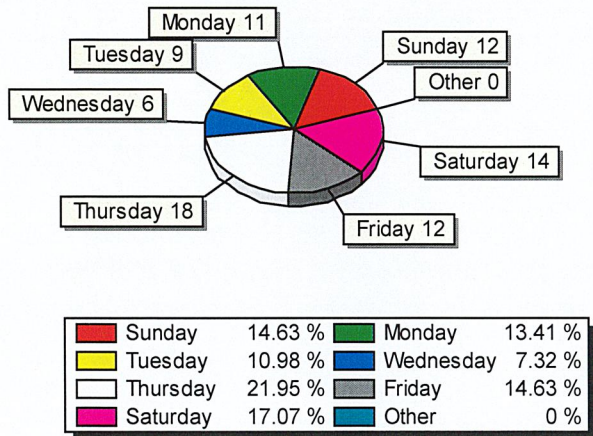 Monday 11
Tuesday 9
Sunday 12
Other 0
Wednesday 6
Saturday 14
Thursday 18
Friday 12
Sunday 14.63 % Monday 13.41 %
Tuesday 10.98 % Wednesday 7.32 %
Thursday 21.95 % Friday 14.63 %
Saturday 17.07 % Other 0 %